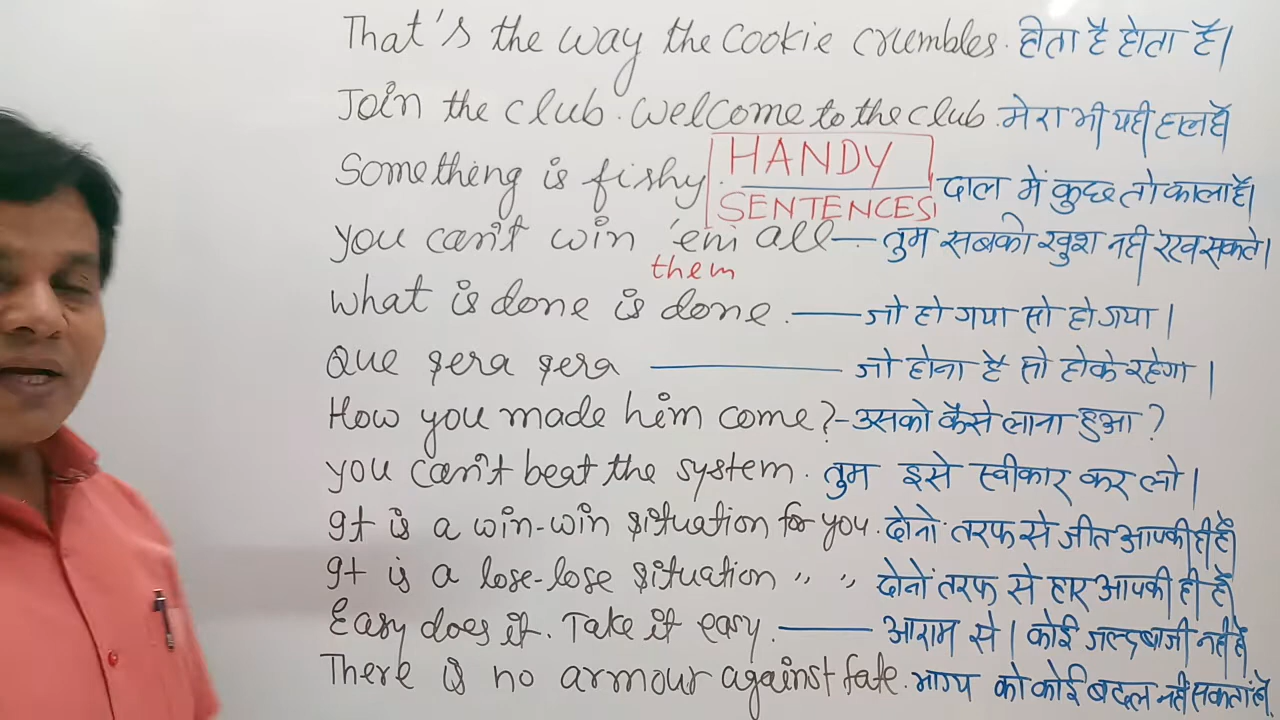 That's the way the cookie crumbles. होता है होता है।
Join the club. Welcome to the club. मेरा भी यही हाल है
HANDY
Something is fishy. दाल में कुछ तो काला है।
SENTENCES
You can't win 'em all — तुम सबको खुश नही रख सकते।
them
What is done is done. — जो हो गया सो हो गया।
Que sera sera — जो होना है सो होके रहेगा।
How you made him come? - उसको कैसे लाना हुआ?
You can't beat the system. तुम इसे स्वीकार कर लो।
It is a win-win situation for you. दोनों तरफ से जीत आपकी ही है।
It is a lose-lose situation ,, ,, दोनों तरफ से हार आपकी ही है।
Easy does it. Take it easy. — आराम से। कोई जल्दबाजी नही है
There is no armour against fate. भाग्य को कोई बदल नही सकता है.